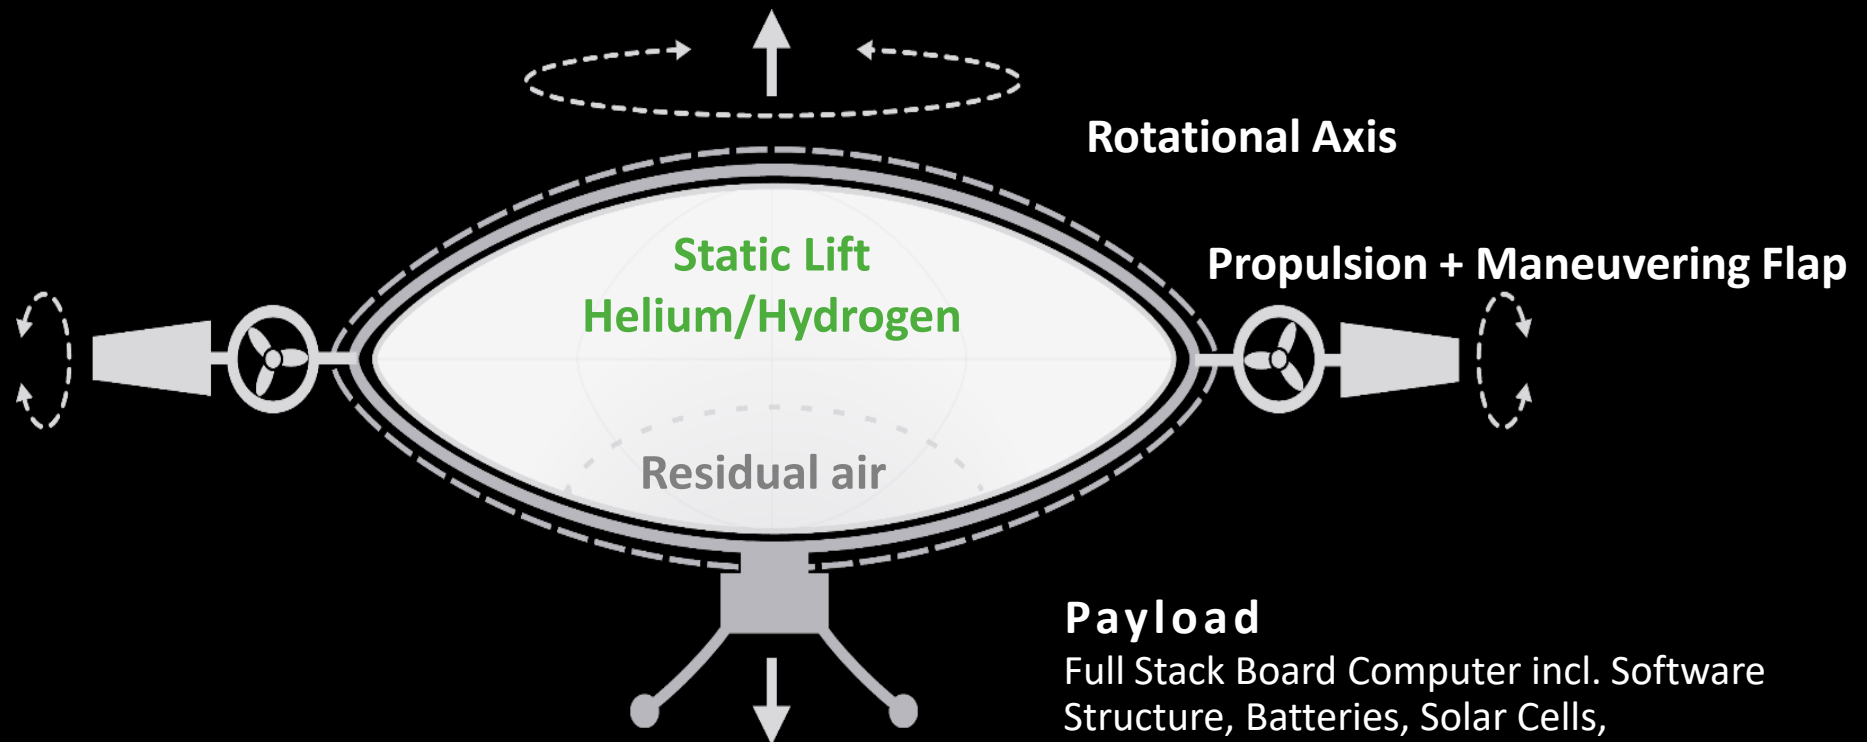 Rotational Axis
Static Lift
Helium/Hydrogen
Propulsion + Maneuvering Flap
Residual air
Payload
Full Stack Board Computer incl. Software
Structure, Batteries, Solar Cells,